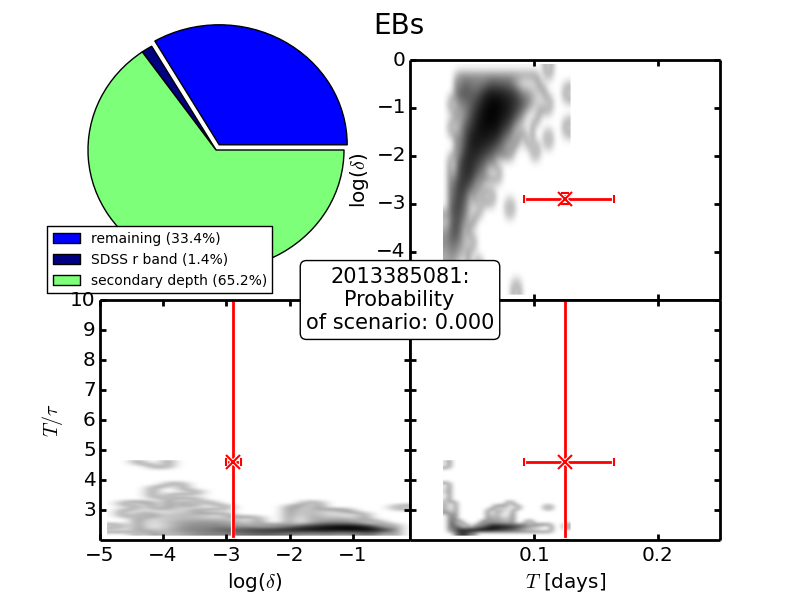 EBs
remaining (33.4%)
SDSS r band (1.4%)
secondary depth (65.2%)
0
−1
−2
−3
−4
log(δ)
2013385081:
Probability
of scenario: 0.000
10
9
8
7
6
5
4
3
T/τ
−5 −4 −3 −2 −1
log(δ)
0.1 0.2
T [days]